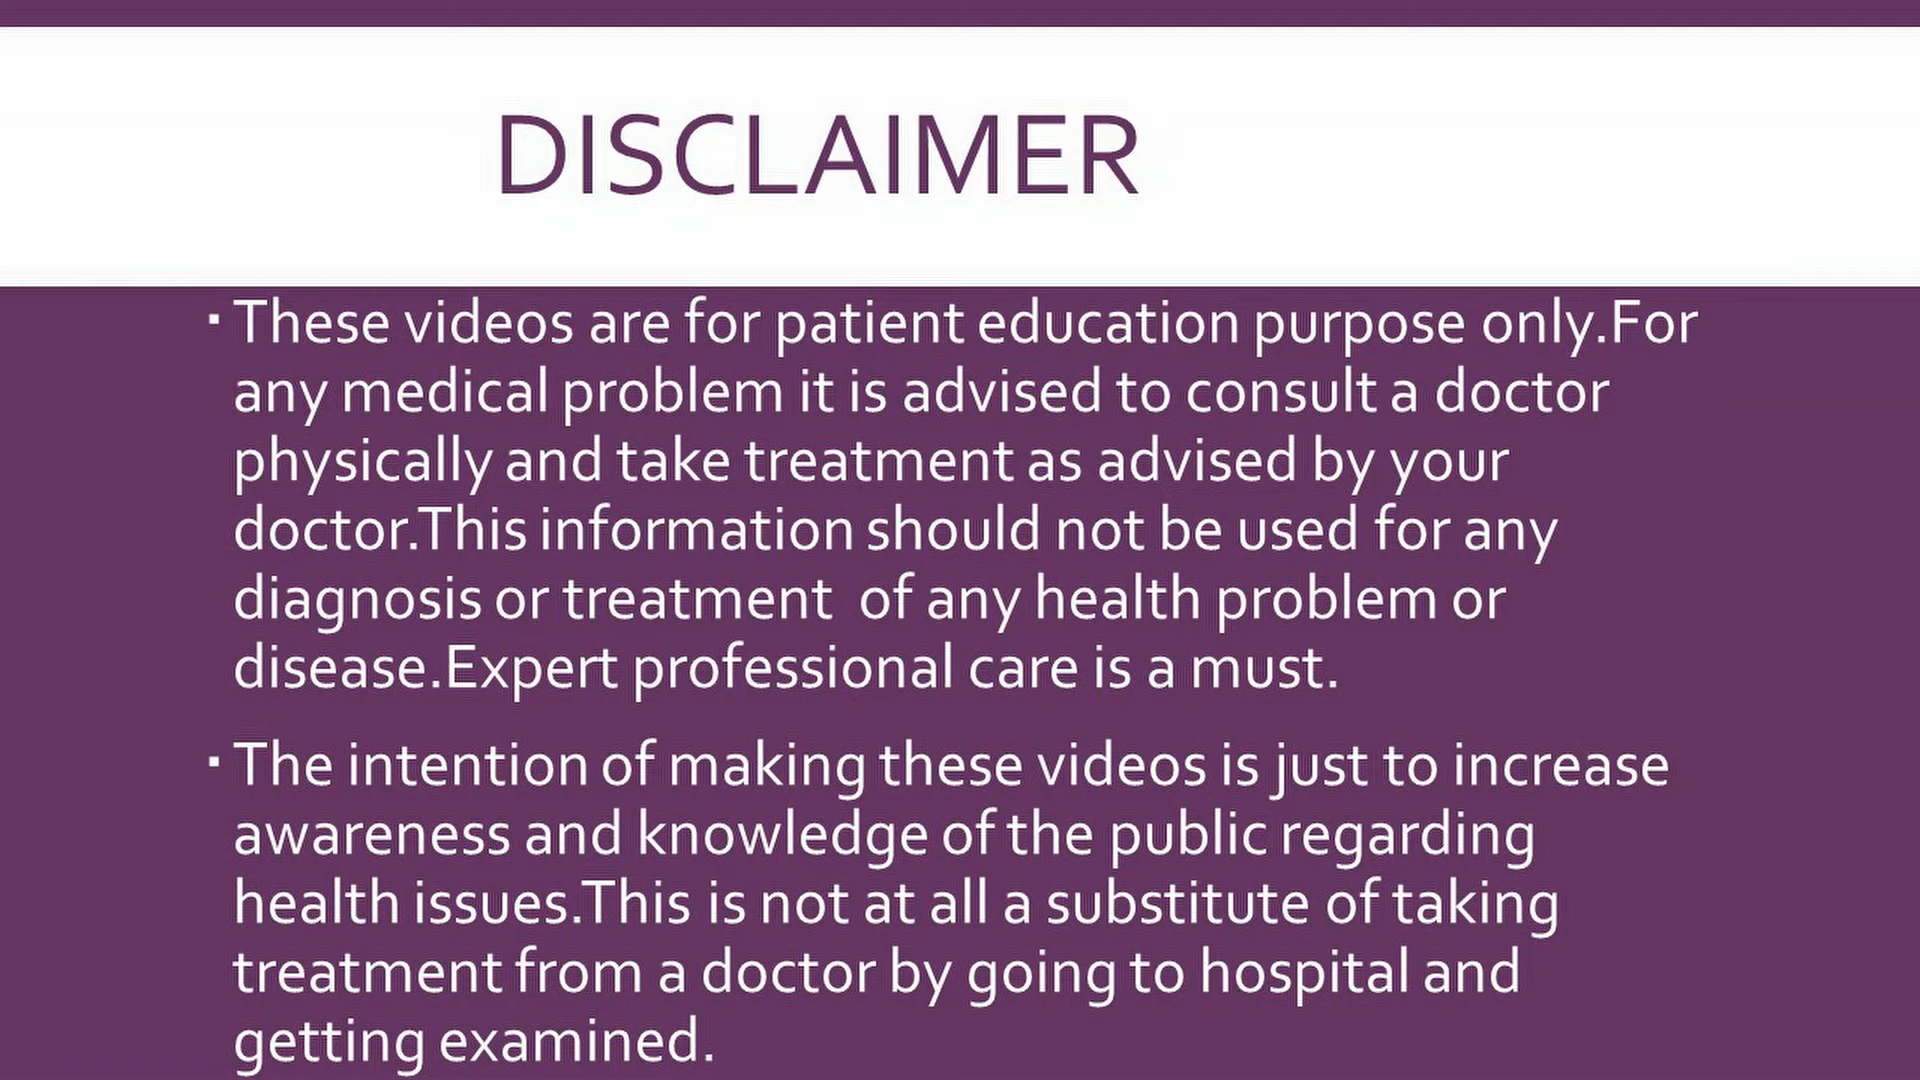 DISCLAIMER
▪ These videos are for patient education purpose only.For
any medical problem it is advised to consult a doctor
physically and take treatment as advised by your
doctor.This information should not be used for any
diagnosis or treatment  of any health problem or
disease.Expert professional care is a must.
▪ The intention of making these videos is just to increase
awareness and knowledge of the public regarding
health issues.This is not at all a substitute of taking
treatment from a doctor by going to hospital and
getting examined.